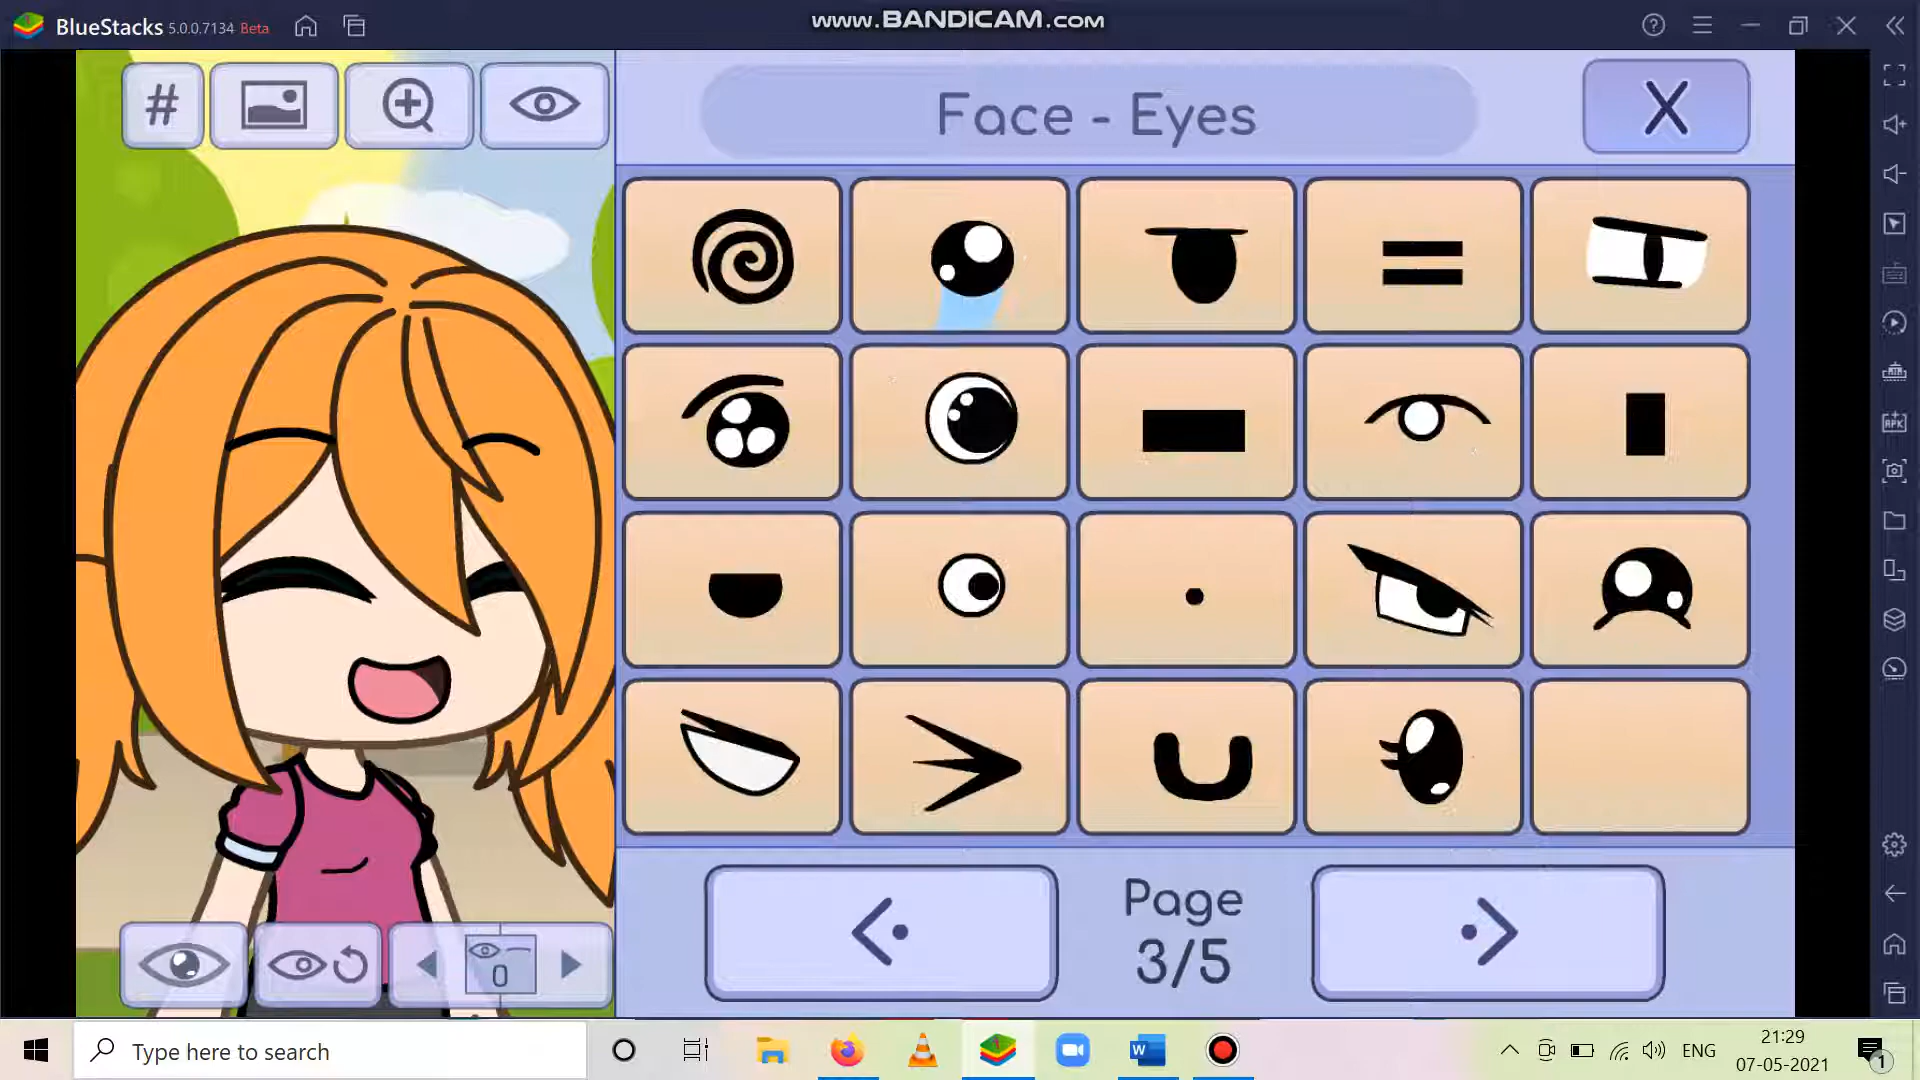 BlueStacks 5.0.0.7134 Beta
www.BANDICAM.com
#
Face - Eyes
X
0
Page
3/5
Type here to search
ENG
21:29
07-05-2021
1